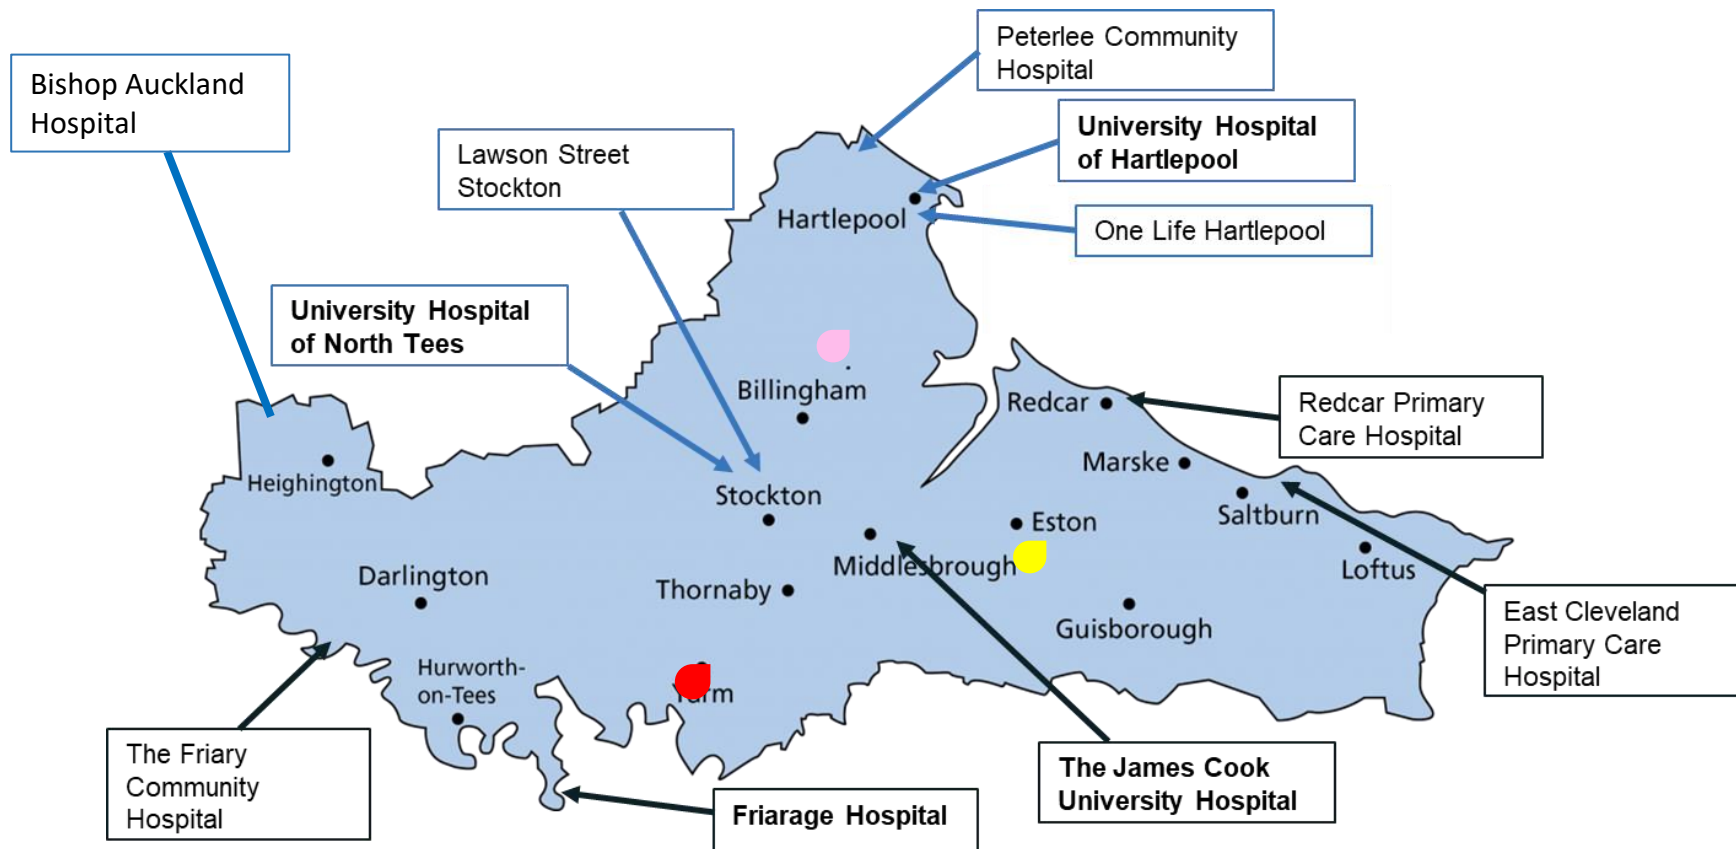 Peterlee Community
Hospital
Bishop Auckland
Hospital
University Hospital
of Hartlepool
Lawson Street
Stockton
Hartlepool
One Life Hartlepool
University Hospital
of North Tees
Billingham
Redcar
Redcar Primary
Care Hospital
Marske
Heighington
Stockton
Saltburn
Eston
Middlesbrough
Loftus
Darlington
Thornaby
Guisborough
East Cleveland
Primary Care
Hospital
Hurworth-
on-Tees
Yarm
The Friary
Community
Hospital
The James Cook
University Hospital
Friarage Hospital